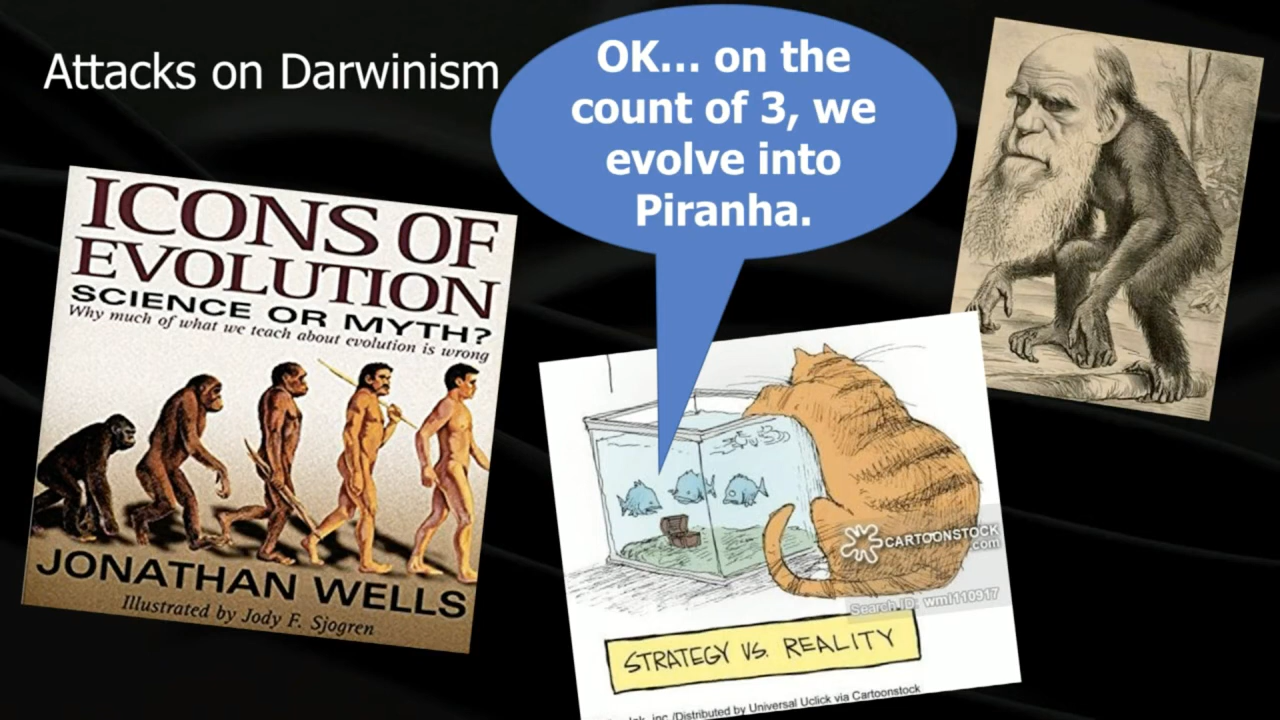 Attacks on Darwinism
OK... on the
count of 3, we
evolve into
Piranha.
ICONS OF
EVOLUTION
SCIENCE OR MYTH?
Why much of what we teach about evolution is wrong
JONATHAN WELLS
Illustrated by Jody F. Sjogren
CARTOONSTOCK
.com
Search ID: wml110917
STRATEGY VS. REALITY
inc./Distributed by Universal Uclick via Cartoonstock